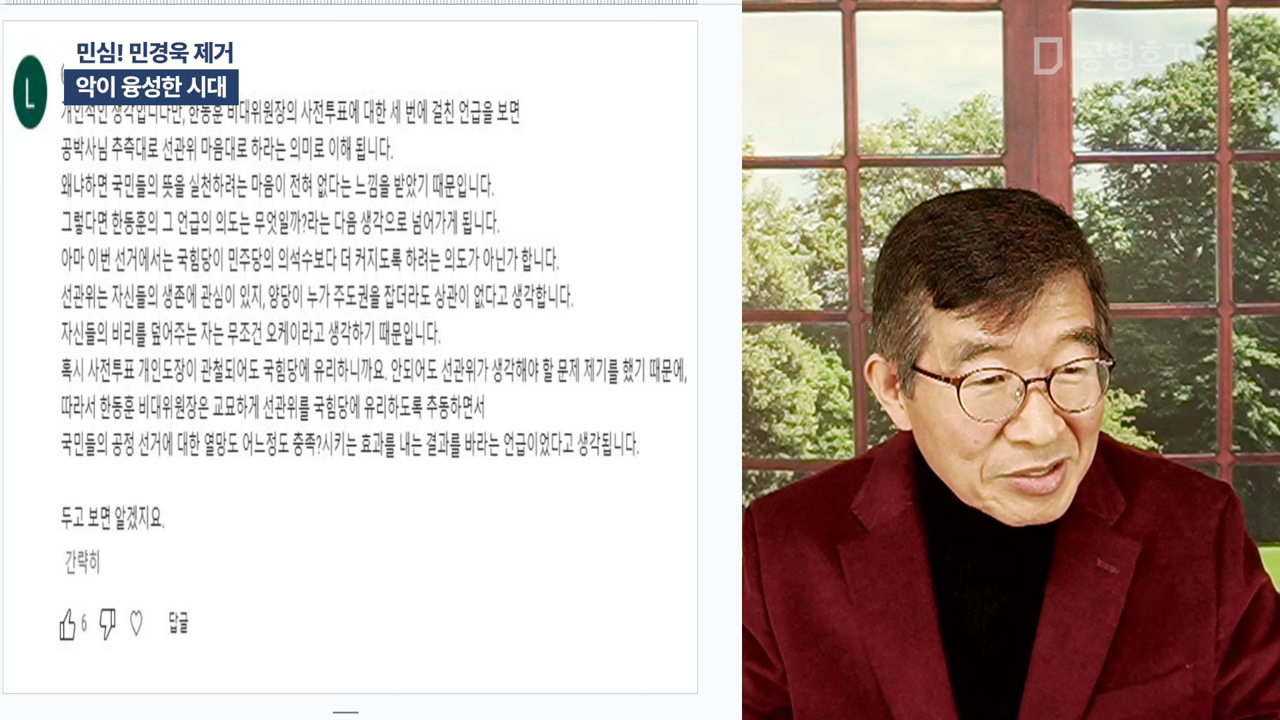 민심! 민경욱 제거
악이 융성한 시대
L
개인적인 생각입니다만, 한동훈 비대위원장의 사전투표에 대한 세 번에 걸친 언급을 보면
공박사님 추측대로 선관위 마음대로 하라는 의미로 이해 됩니다.
왜냐하면 국민들의 뜻을 실천하려는 마음이 전혀 없다는 느낌을 받았기 때문입니다.
그렇다면 한동훈의 그 언급의 의도는 무엇일까?라는 다음 생각으로 넘어가게 됩니다.
아마 이번 선거에서는 국힘당이 민주당의 의석수보다 더 커지도록 하려는 의도가 아닌가 합니다.
선관위는 자신들의 생존에 관심이 있지, 양당이 누가 주도권을 잡더라도 상관이 없다고 생각합니다.
자신들의 비리를 덮어주는 자는 무조건 오케이라고 생각하기 때문입니다.
혹시 사전투표 개인도장이 관철되어도 국힘당에 유리하니까요. 안되어도 선관위가 생각해야 할 문제 제기를 했기 때문에,
따라서 한동훈 비대위원장은 교묘하게 선관위를 국힘당에 유리하도록 추동하면서
국민들의 공정 선거에 대한 열망도 어느정도 충족?시키는 효과를 내는 결과를 바라는 언급이었다고 생각됩니다.
두고 보면 알겠지요.
간략히
6 답글
공병호TV